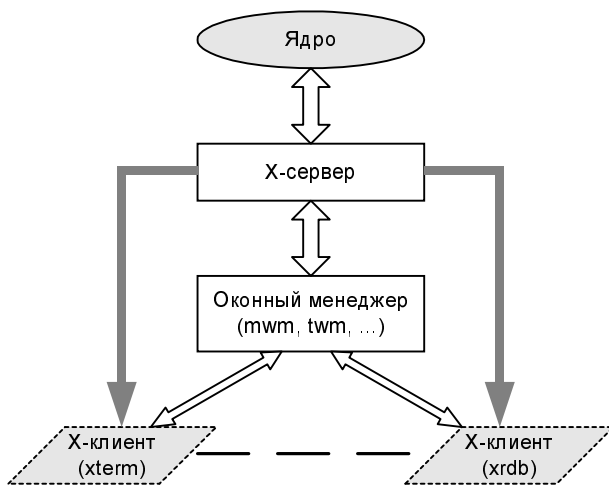 Ядро
X-сервер
Оконный менеджер
(mwm, twm, ...)
X-клиент
(xterm)
X-клиент
(xrdb)